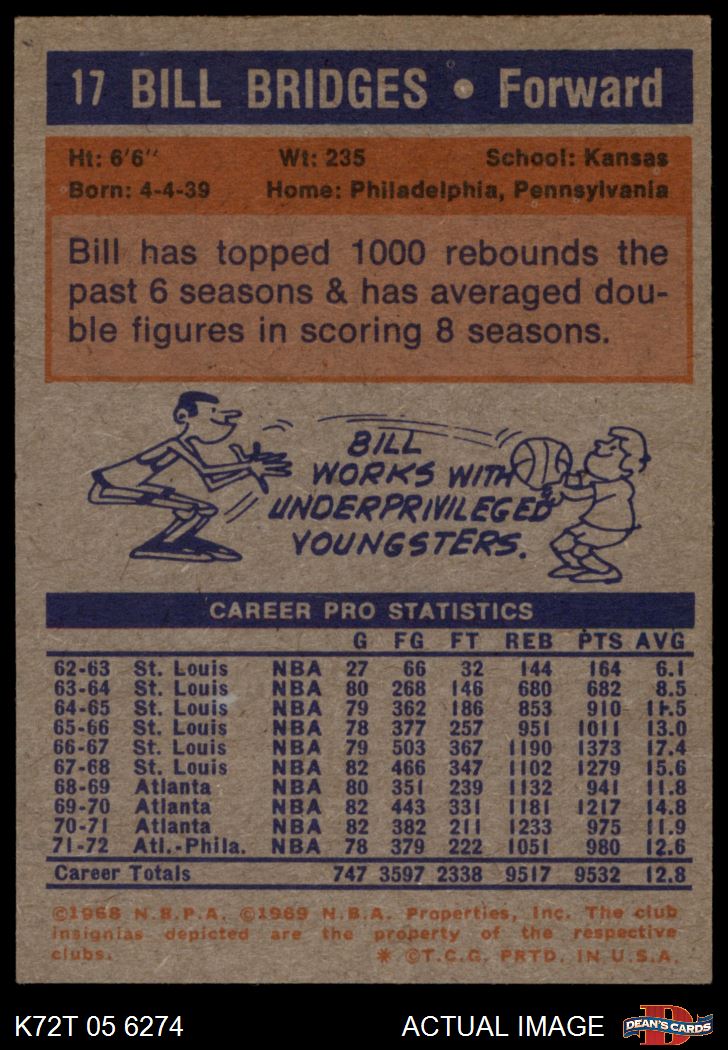 17 BILL BRIDGES • Forward
Ht: 6'6" Wt: 235 School: Kansas
Born: 4-4-39 Home: Philadelphia, Pennsylvania
Bill has topped 1000 rebounds the
past 6 seasons & has averaged dou-
ble figures in scoring 8 seasons.
BILL
WORKS WITH
UNDERPRIVILEGED
YOUNGSTERS.
CAREER PRO STATISTICS
G FG FT REB PTS AVG
62-63 St. Louis NBA 27 66 32 144 164 6.1
63-64 St. Louis NBA 80 268 146 680 682 8.5
64-65 St. Louis NBA 79 362 186 853 910 11.5
65-66 St. Louis NBA 78 377 257 951 1011 13.0
66-67 St. Louis NBA 79 503 367 1190 1373 17.4
67-68 St. Louis NBA 82 466 347 1102 1279 15.6
68-69 Atlanta NBA 80 351 239 1132 941 11.8
69-70 Atlanta NBA 82 443 331 1181 1217 14.8
70-71 Atlanta NBA 82 382 211 1233 975 11.9
71-72 Atl.-Phila. NBA 78 379 222 1051 980 12.6
Career Totals 747 3597 2338 9517 9532 12.8
©1968 N.B.P.A. ©1969 N.B.A. Properties, Inc. The club
insignias depicted are the property of the respective
clubs. * ©T.C.G. PRTD. IN U.S.A.
K72T 05 6274 ACTUAL IMAGE D DEAN'S CARDS